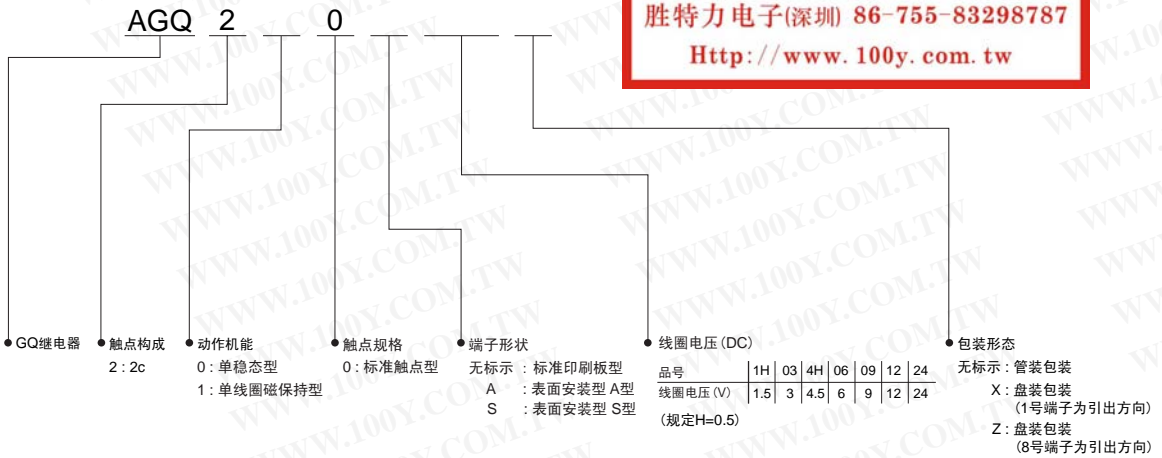 AGQ 2 0
胜特力电子(深圳) 86-755-83298787
Http://www.100y.com.tw
GQ继电器
触点构成
2 : 2c
动作机能
0 : 单稳态型
1 : 单线圈磁保持型
触点规格
0 : 标准触点型
端子形状
无标示 : 标准印刷板型
A : 表面安装型 A型
S : 表面安装型 S型
线圈电压(DC)
品号 1H 03 4H 06 09 12 24
线圈电压(V) 1.5 3 4.5 6 9 12 24
(规定H=0.5)
包装形态
无标示 : 管装包装
X : 盘装包装
(1号端子为引出方向)
Z : 盘装包装
(8号端子为引出方向)
WWW.100Y.COM.TW